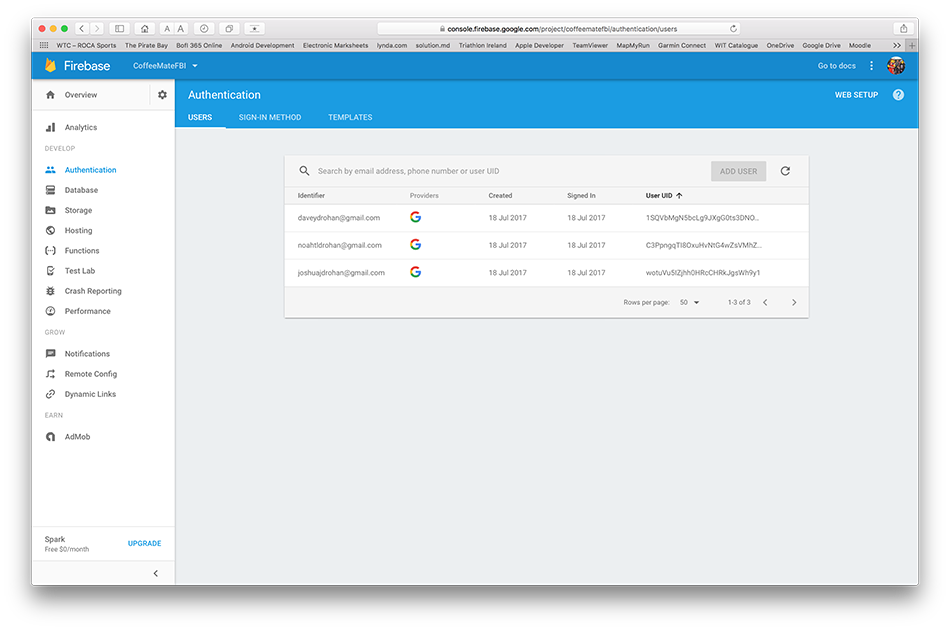 A A
console.firebase.google.com/project/coffeematefbi/authentication/users
WTC – ROCA Sports The Pirate Bay Bofl 365 Online Android Development Electronic Marksheets lynda.com solution.md Triathlon Ireland Apple Developer TeamViewer MapMyRun Garmin Connect WIT Catalogue OneDrive Google Drive Moodle >> +
Firebase CoffeeMateFBI Go to docs
Overview
Authentication WEB SETUP ?
USERS SIGN-IN METHOD TEMPLATES
Analytics
DEVELOP
Authentication
Database
Storage
Hosting
Functions
Test Lab
Crash Reporting
Performance
GROW
Notifications
Remote Config
Dynamic Links
EARN
AdMob
Spark
Free $0/month
UPGRADE
Search by email address, phone number or user UID ADD USER
Identifier Providers Created Signed In User UID
daveydrohan@gmail.com 18 Jul 2017 18 Jul 2017 1SQVbMgN5bcLg9JXgG0ts3DNO...
noahtldrohan@gmail.com 18 Jul 2017 18 Jul 2017 C3PpngqTI8OxuHvNtG4wZsVMhZ...
joshuajdrohan@gmail.com 18 Jul 2017 18 Jul 2017 wotuVu5IZjhh0HRcCHRkJgsWh9y1
Rows per page: 50 1-3 of 3